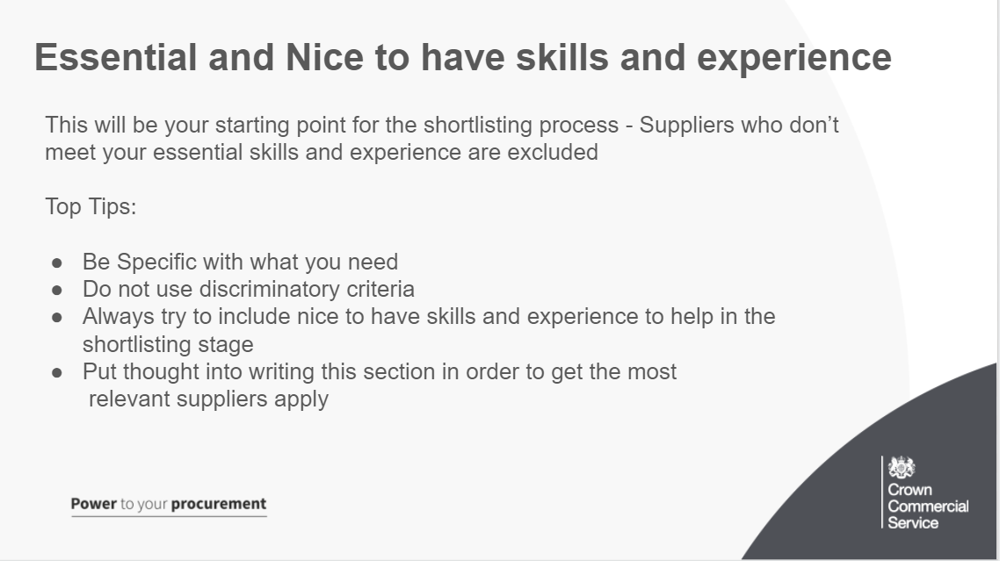 Essential and Nice to have skills and experience
This will be your starting point for the shortlisting process - Suppliers who don’t
meet your essential skills and experience are excluded
Top Tips:
● Be Specific with what you need
● Do not use discriminatory criteria
● Always try to include nice to have skills and experience to help in the
shortlisting stage
● Put thought into writing this section in order to get the most
relevant suppliers apply
Power to your procurement
Crown
Commercial
Service